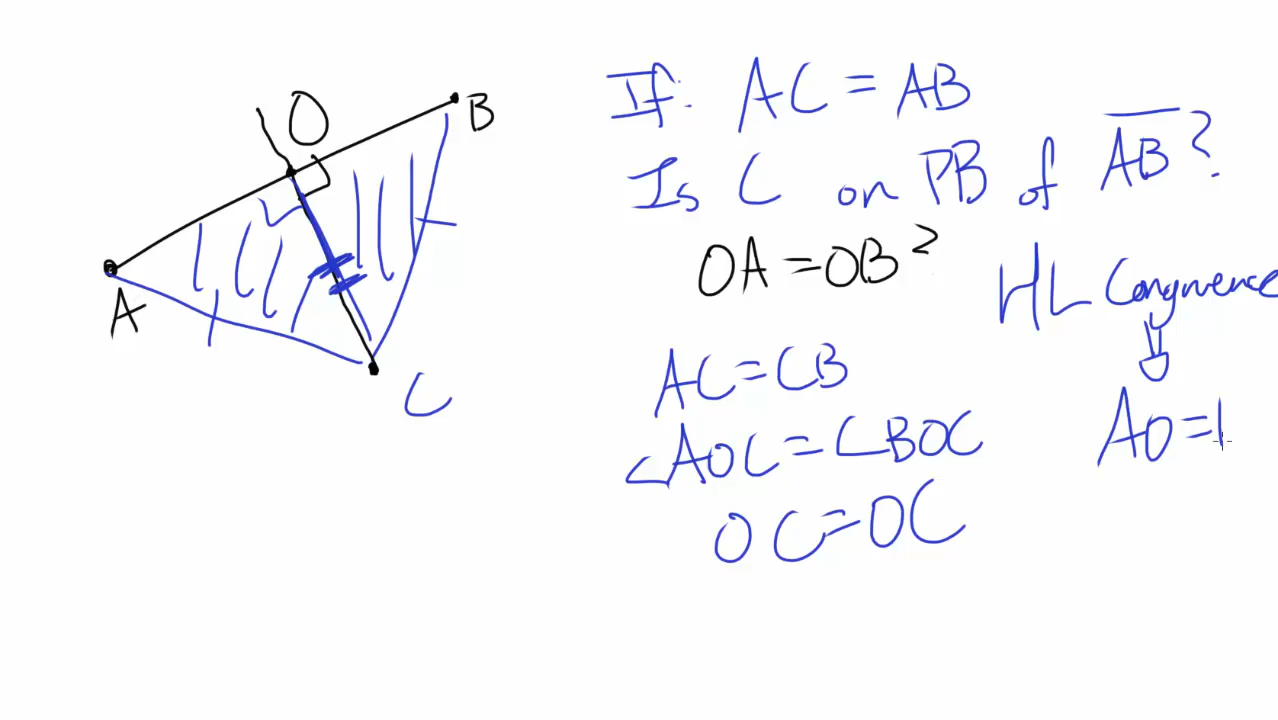 O
B
A
C
If: AC = AB
Is C on PB of AB?
OA = OB?
HL Congruence
AC = CB
∠AOC = ∠BOC
OC = OC
⇓
AO =